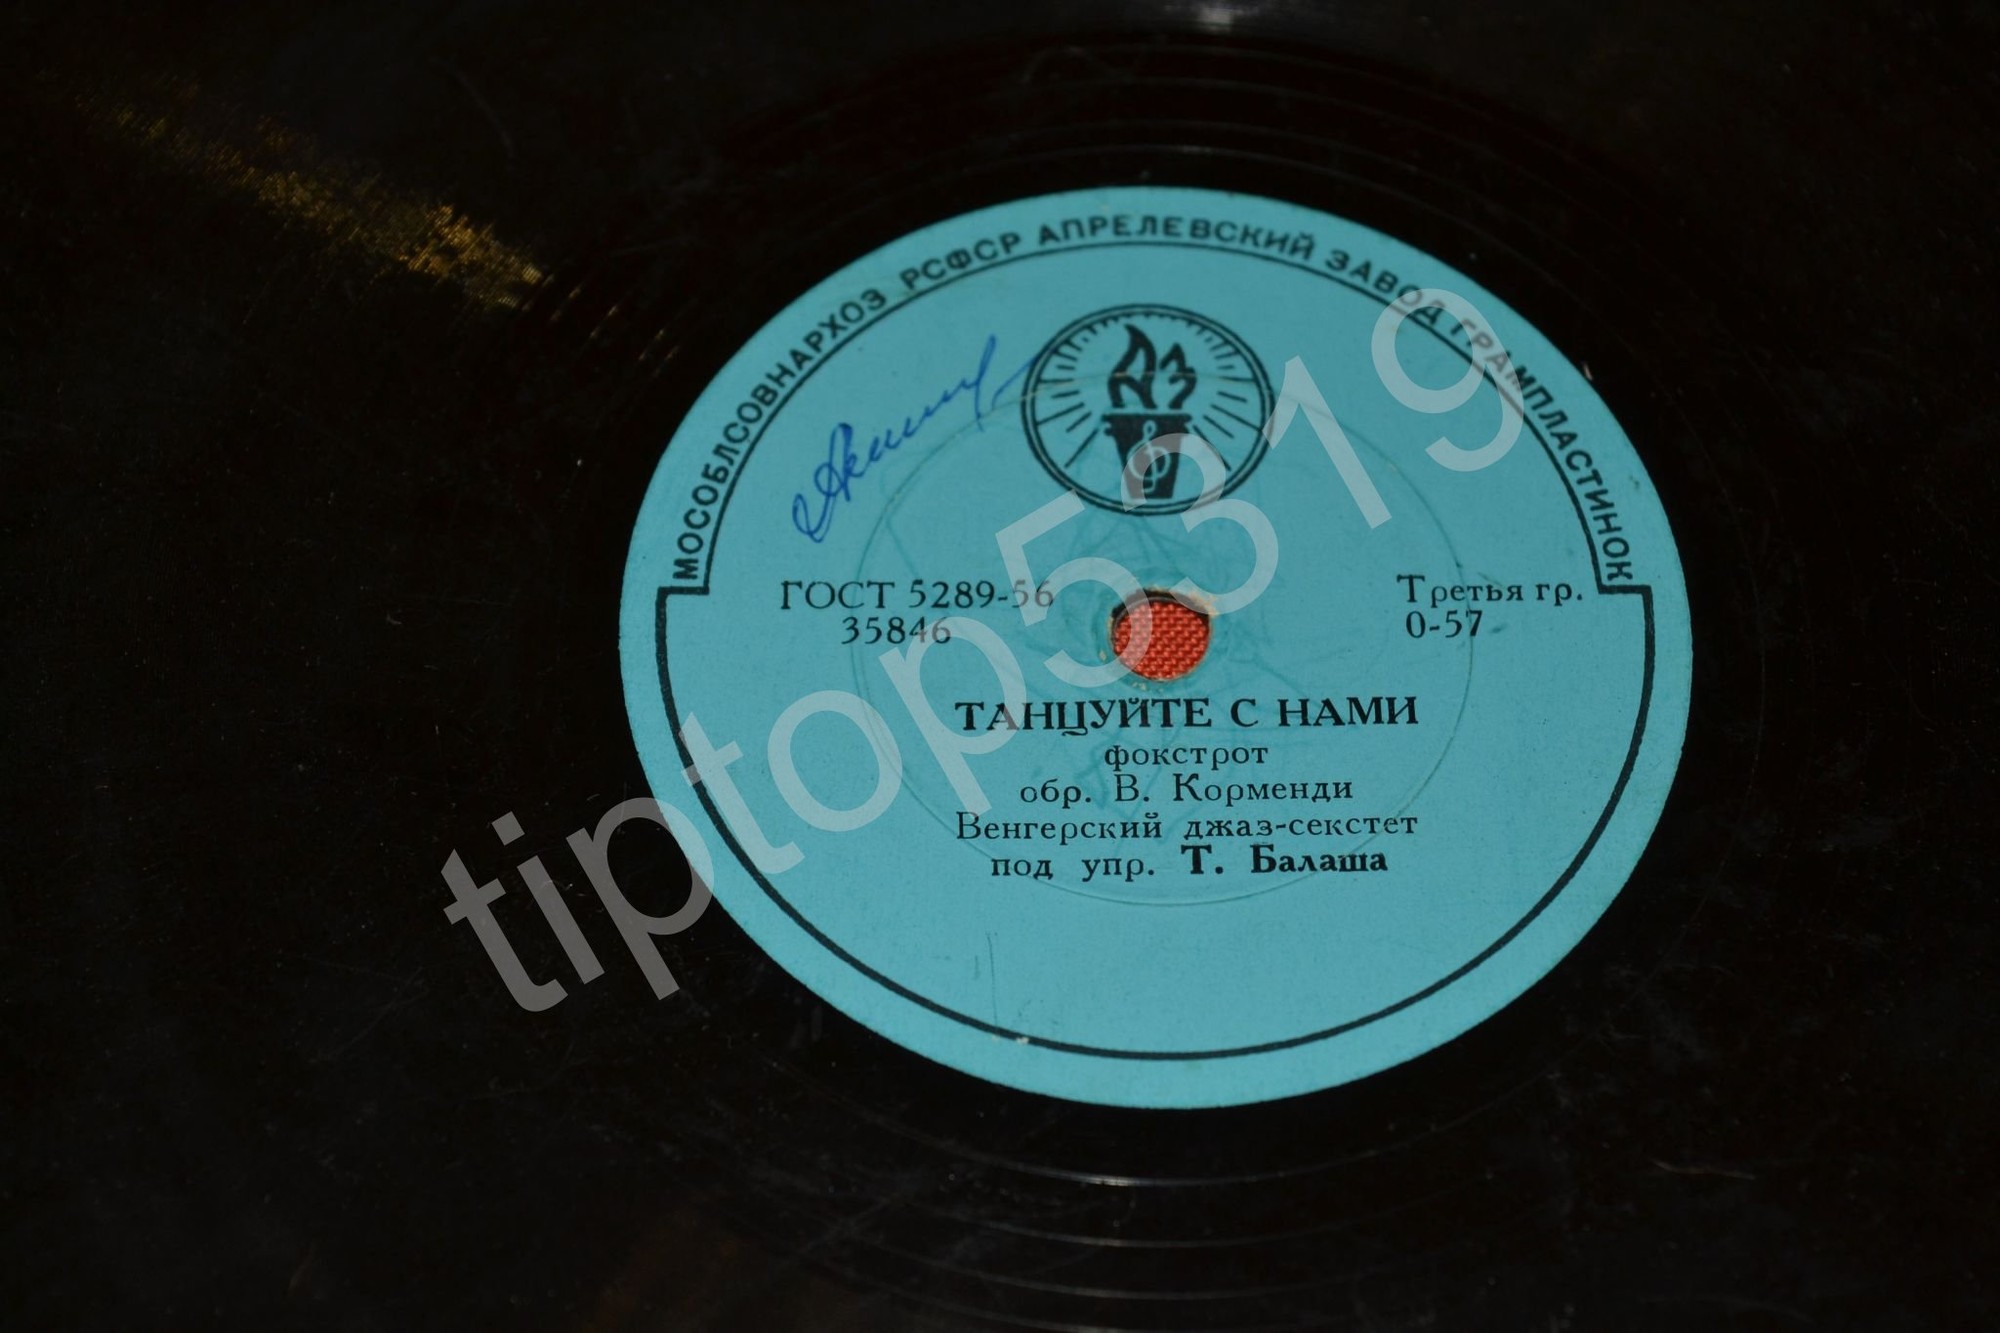 МОСОБЛСОВНАРХОЗ РСФСР АПРЕЛЕВСКИЙ ЗАВОД ГРАМПЛАСТИНОК
ГОСТ 5289-56
35846
Третья гр.
0-57
ТАНЦУЙТЕ С НАМИ
фокстрот
обр. В. Корменди
Венгерский джаз-секстет
под упр. Т. Балаша
tiptop5319